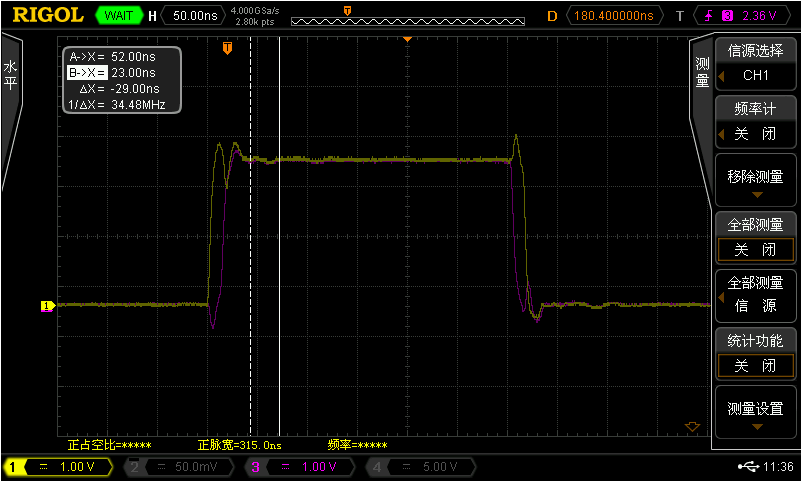 RIGOL WAIT H 50.00ns 4.000GSa/s 2.80k pts T D 180.400000ns T 3 2.36 V
水平
A->X= 52.00ns
B->X= 23.00ns
ΔX= -29.00ns
1/ΔX= 34.48MHz
T
1
测量
信源选择
CH1
频率计
关 闭
移除测量
全部测量
关 闭
全部测量
信 源
统计功能
关 闭
测量设置
正占空比=***** 正脉宽=315.0ns 频率=*****
1 = 1.00 V 2 = 50.0mV 3 = 1.00 V 4 = 5.00 V 11:36